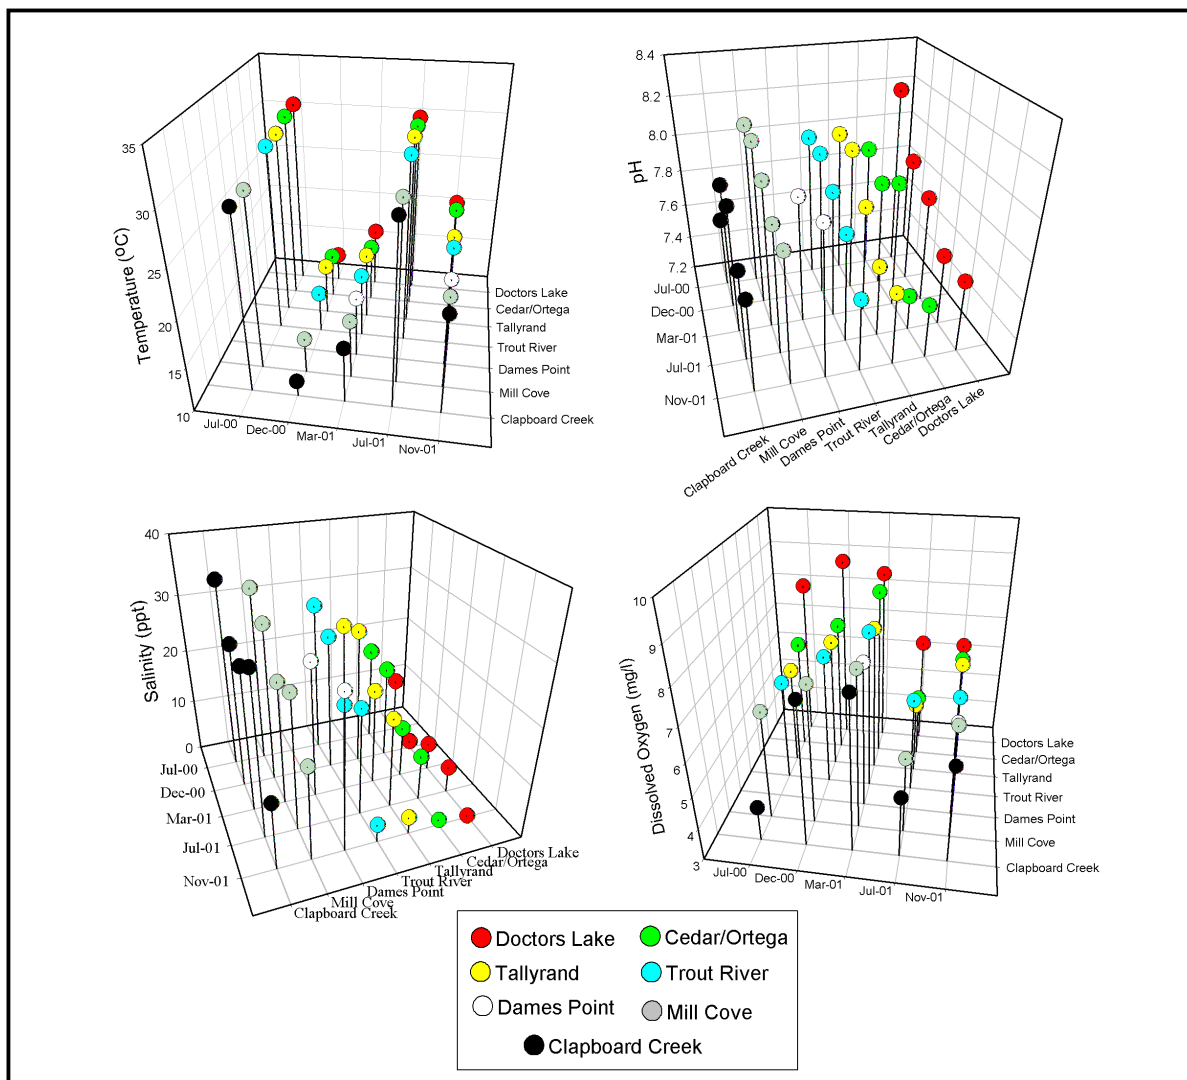 35
30
25
20
15
10
Temperature (oC)
Jul-00
Dec-00
Mar-01
Jul-01
Nov-01
Doctors Lake
Cedar/Ortega
Tallyrand
Trout River
Dames Point
Mill Cove
Clapboard Creek
8.4
8.2
8.0
7.8
7.6
7.4
7.2
pH
Jul-00
Dec-00
Mar-01
Jul-01
Nov-01
Clapboard Creek
Mill Cove
Dames Point
Trout River
Tallyrand
Cedar/Ortega
Doctors Lake
40
30
20
10
0
Salinity (ppt)
Jul-00
Dec-00
Mar-01
Jul-01
Nov-01
Doctors Lake
Cedar/Ortega
Tallyrand
Trout River
Dames Point
Mill Cove
Clapboard Creek
10
9
8
7
6
5
4
3
Dissolved Oxygen (mg/l)
Jul-00
Dec-00
Mar-01
Jul-01
Nov-01
Doctors Lake
Cedar/Ortega
Tallyrand
Trout River
Dames Point
Mill Cove
Clapboard Creek
Doctors Lake
Cedar/Ortega
Tallyrand
Trout River
Dames Point
Mill Cove
Clapboard Creek